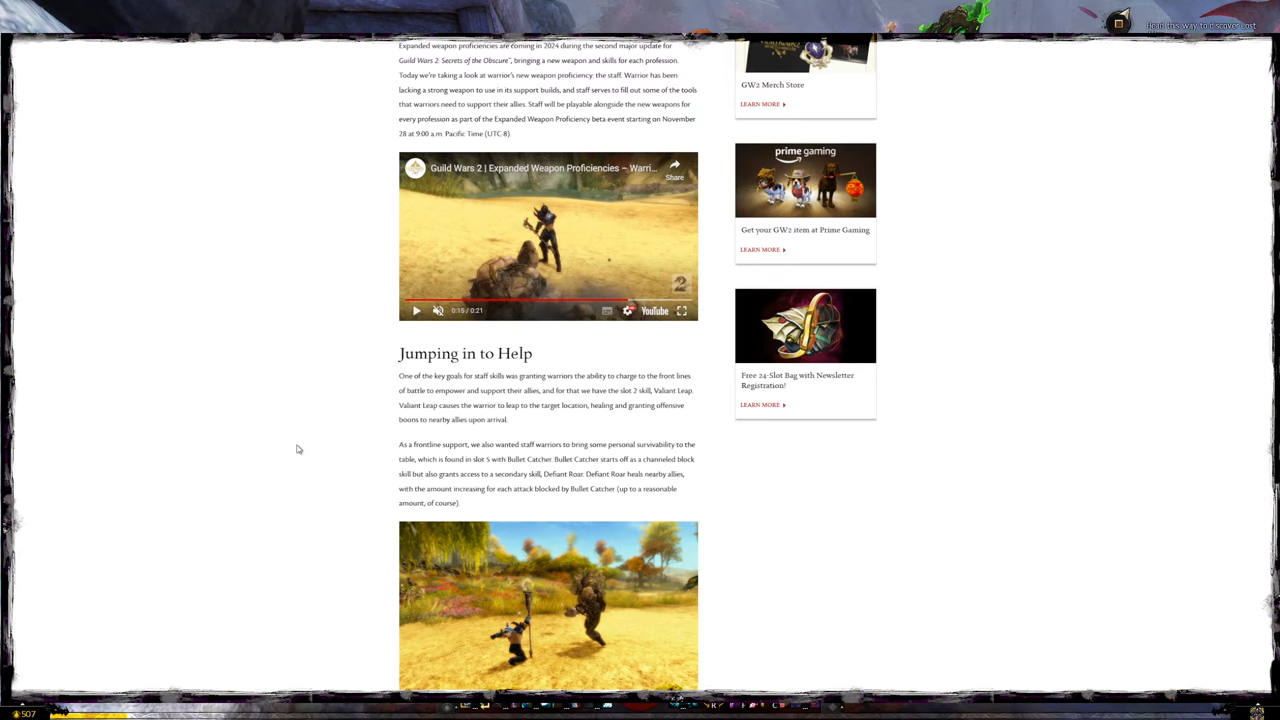 Head this way to discover Lost
Expanded weapon proficiencies are coming in 2024 during the second major update for
Guild Wars 2: Secrets of the Obscure™, bringing a new weapon and skills for each profession.
Today we're taking a look at warrior's new weapon proficiency: the staff. Warrior has been
lacking a strong weapon to use in its support builds, and staff serves to fill out some of the tools
that warriors need to support their allies. Staff will be playable alongside the new weapons for
every profession as part of the Expanded Weapon Proficiency beta event starting on November
28 at 9:00 a.m. Pacific Time (UTC-8).
Guild Wars 2 | Expanded Weapon Proficiencies – Warri...
Share
0:15 / 0:21
YouTube
Jumping in to Help
One of the key goals for staff skills was granting warriors the ability to charge to the front lines
of battle to empower and support their allies, and for that we have the slot 2 skill, Valiant Leap.
Valiant Leap causes the warrior to leap to the target location, healing and granting offensive
boons to nearby allies upon arrival.
As a frontline support, we also wanted staff warriors to bring some personal survivability to the
table, which is found in slot 5 with Bullet Catcher. Bullet Catcher starts off as a channeled block
skill but also grants access to a secondary skill, Defiant Roar. Defiant Roar heals nearby allies,
with the amount increasing for each attack blocked by Bullet Catcher (up to a reasonable
amount, of course).
GW2 Merch Store
LEARN MORE
prime gaming
Get your GW2 item at Prime Gaming
LEARN MORE
Free 24-Slot Bag with Newsletter
Registration!
LEARN MORE
507